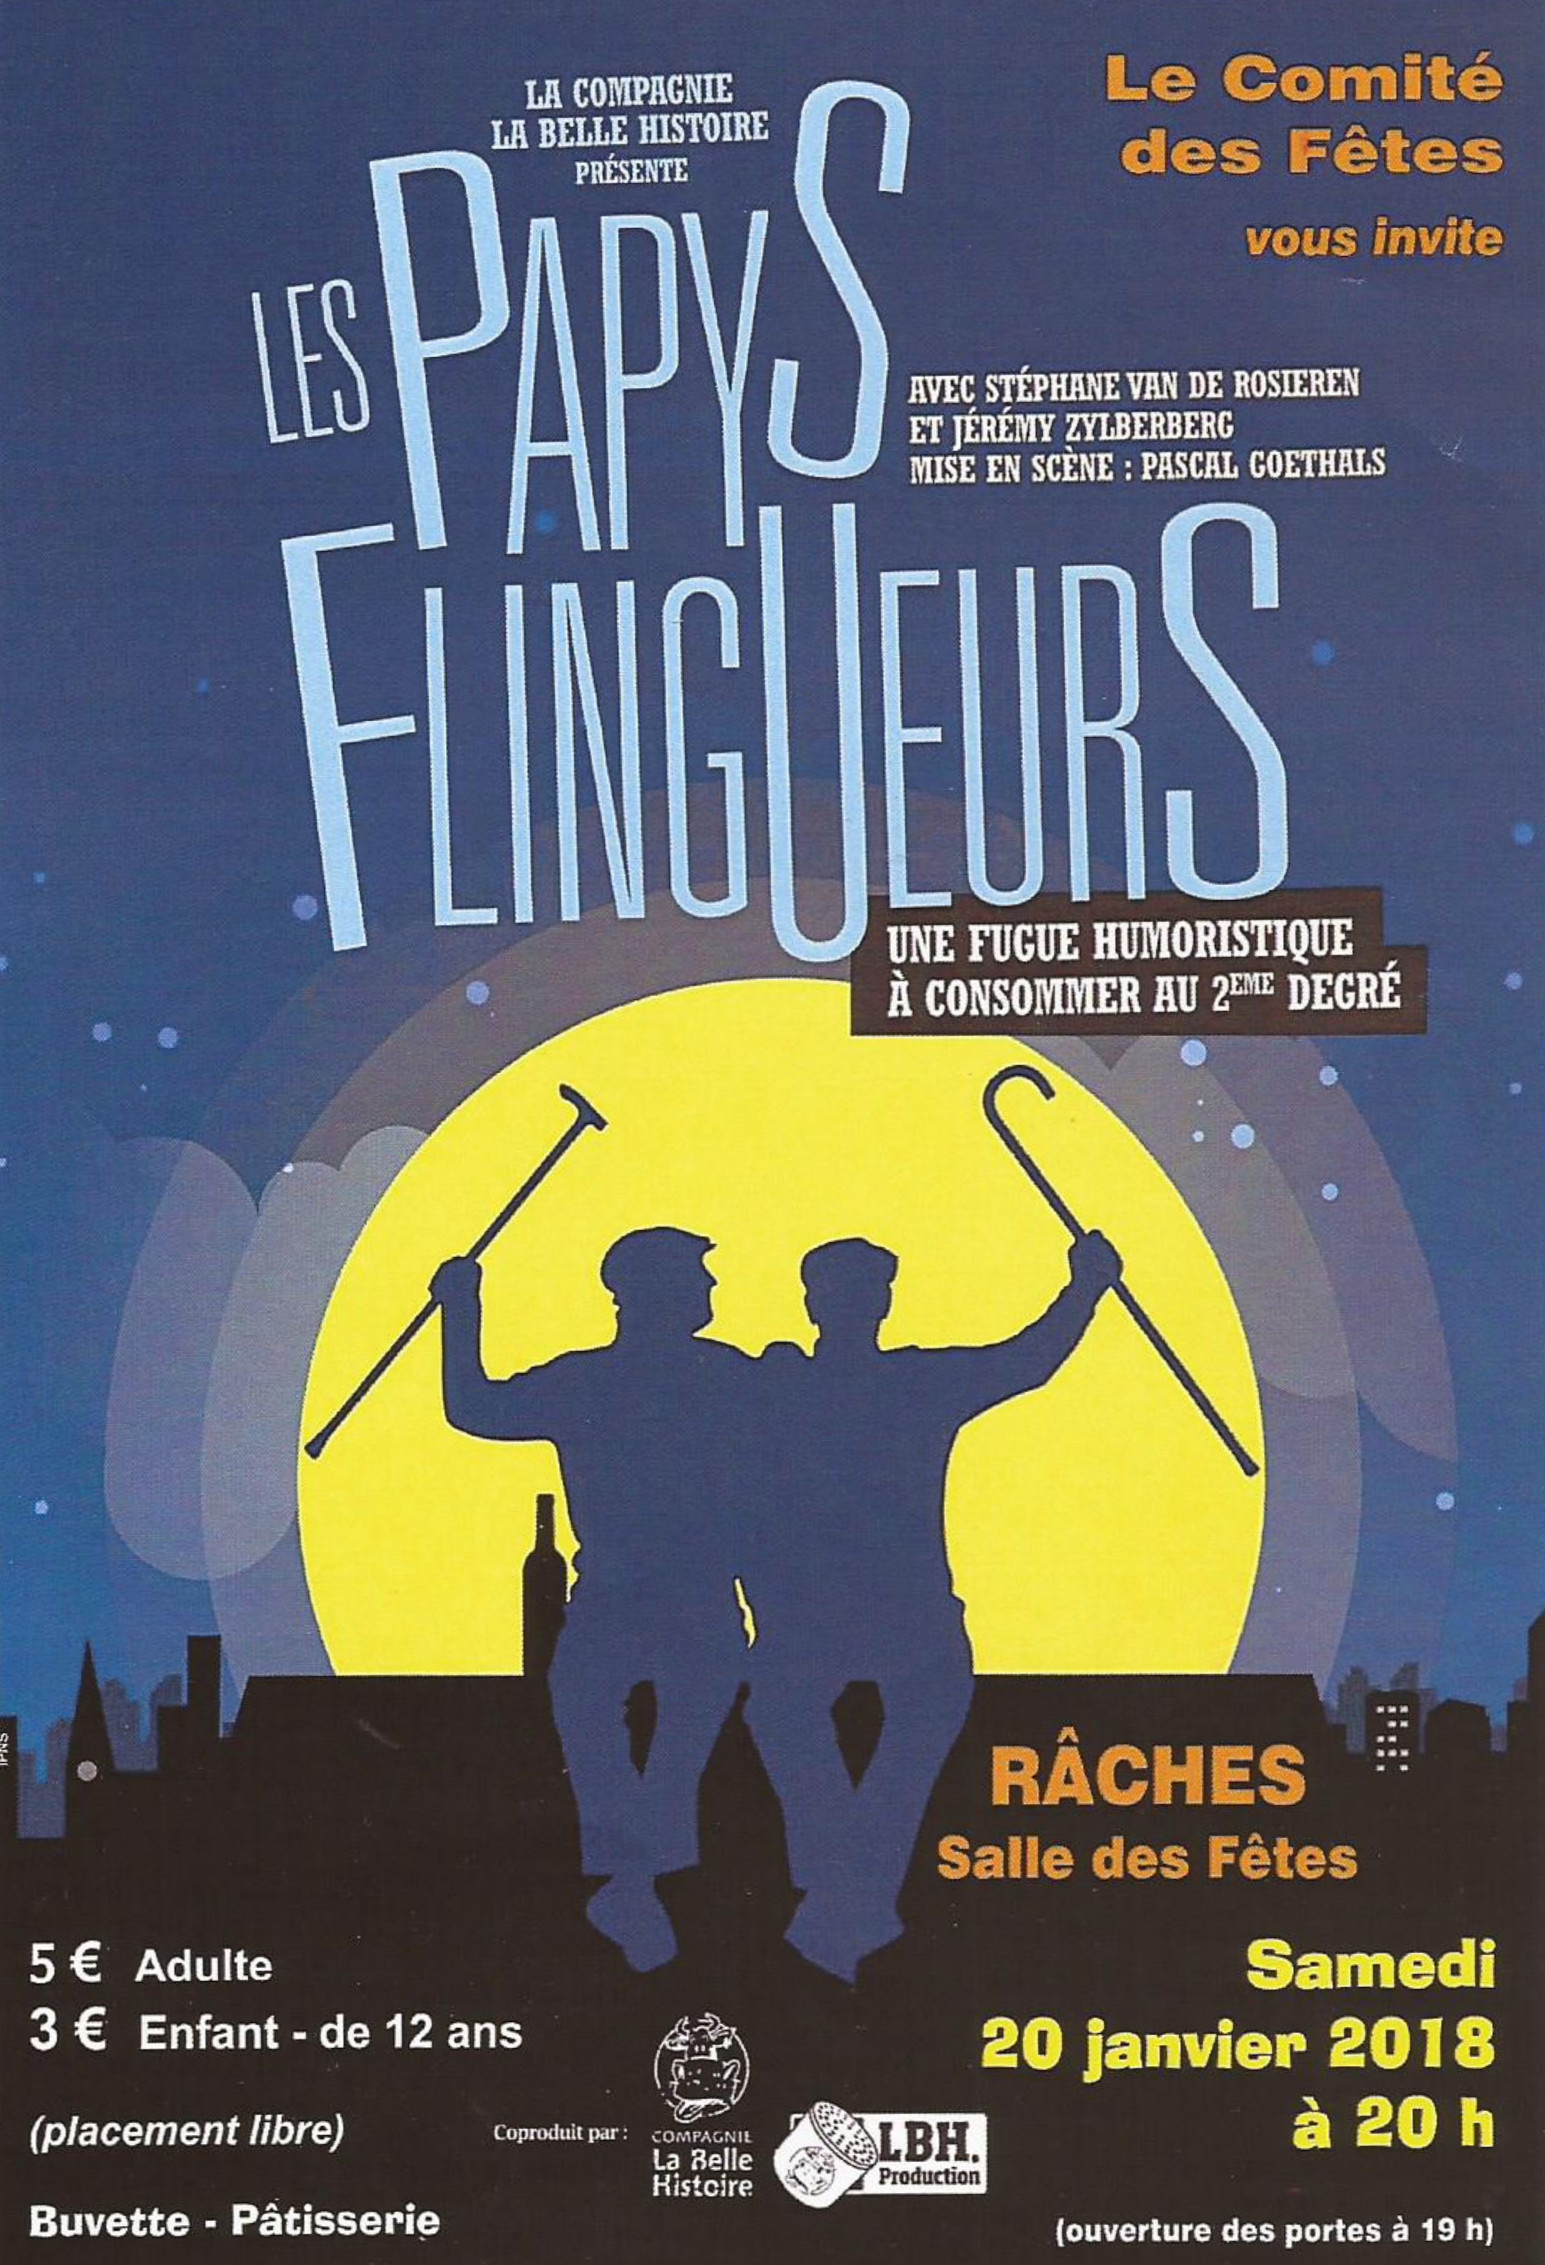 LA COMPAGNIE
LA BELLE HISTOIRE
PRÉSENTE
Le Comité
des Fêtes
vous invite
LES PAPYS
FLINGUEURS
AVEC STÉPHANE VAN DE ROSIEREN
ET JÉRÉMY ZYLBERBERG
MISE EN SCÈNE : PASCAL GOETHALS
UNE FUGUE HUMORISTIQUE
À CONSOMMER AU 2EME DEGRÉ
IPNS
RÂCHES
Salle des Fêtes
Samedi
20 janvier 2018
à 20 h
(ouverture des portes à 19 h)
5 € Adulte
3 € Enfant - de 12 ans
(placement libre)
Buvette - Pâtisserie
Coproduit par :
COMPAGNIE
La Belle
Histoire
LBH.
Production